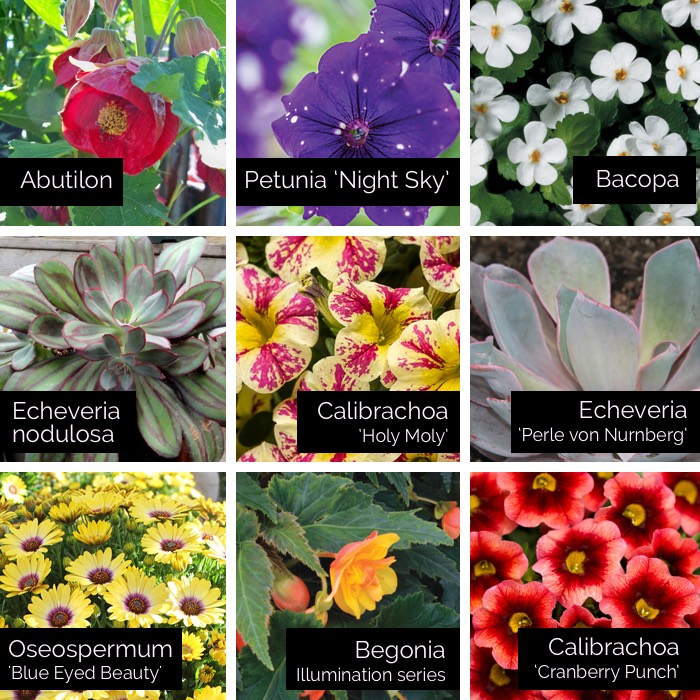 Abutilon
Petunia ‘Night Sky’
Bacopa
Echeveria
nodulosa
Calibrachoa
‘Holy Moly’
Echeveria
‘Perle von Nurnberg’
Oseospermum
‘Blue Eyed Beauty’
Begonia
Illumination series
Calibrachoa
‘Cranberry Punch’